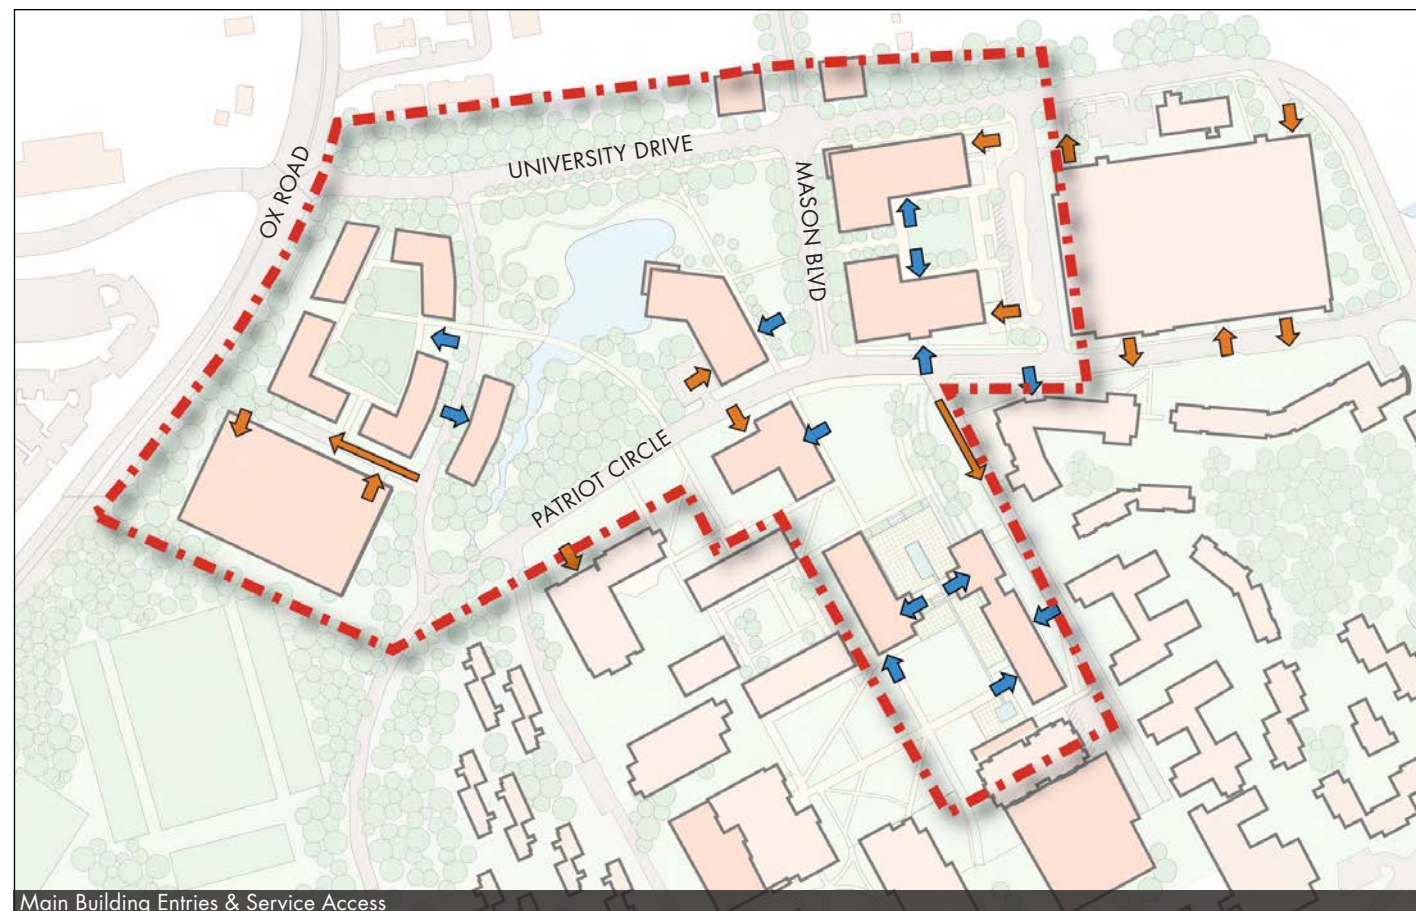 UNIVERSITY DRIVE
OX ROAD
MASON BLVD
PATRIOT CIRCLE
Main Building Entries & Service Access